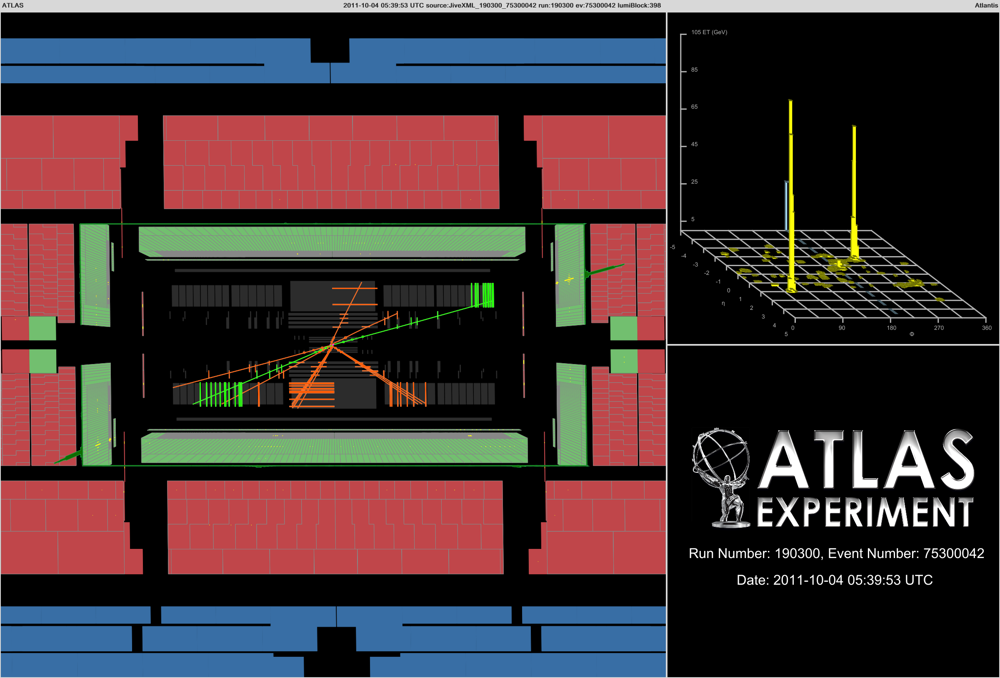 ATLAS 2011-10-04 05:39:53 UTC source:JiveXML_190300_75300042 run:190300 ev:75300042 lumiBlock:398 Atlantis
105 ET (GeV)
85
65
45
25
5
-5
-4
-3
-2
-1
0
1
2
3
4
5
η
0 90 180 270 360
Φ
ATLAS
EXPERIMENT
Run Number: 190300, Event Number: 75300042
Date: 2011-10-04 05:39:53 UTC